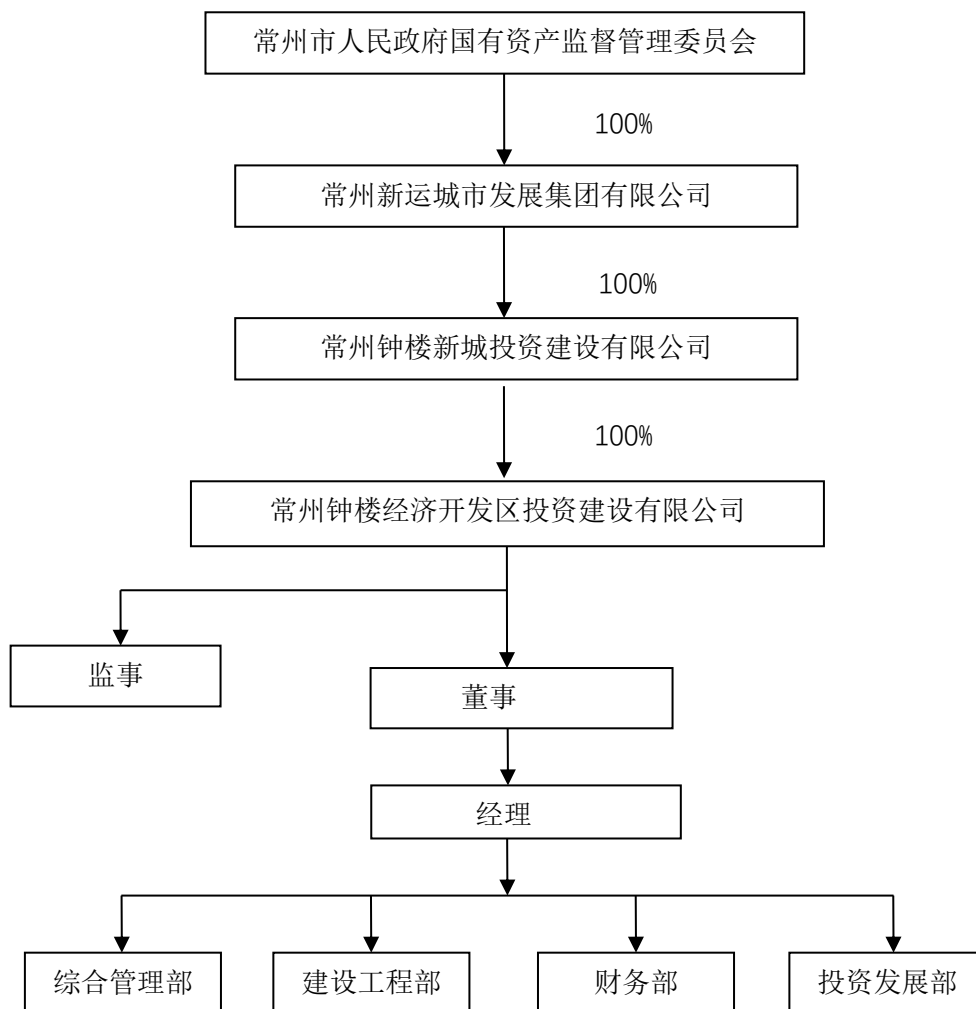 常州市人民政府国有资产监督管理委员会
100%
常州新运城市发展集团有限公司
100%
常州钟楼新城投资建设有限公司
100%
常州钟楼经济开发区投资建设有限公司
监事
董事
经理
综合管理部
建设工程部
财务部
投资发展部